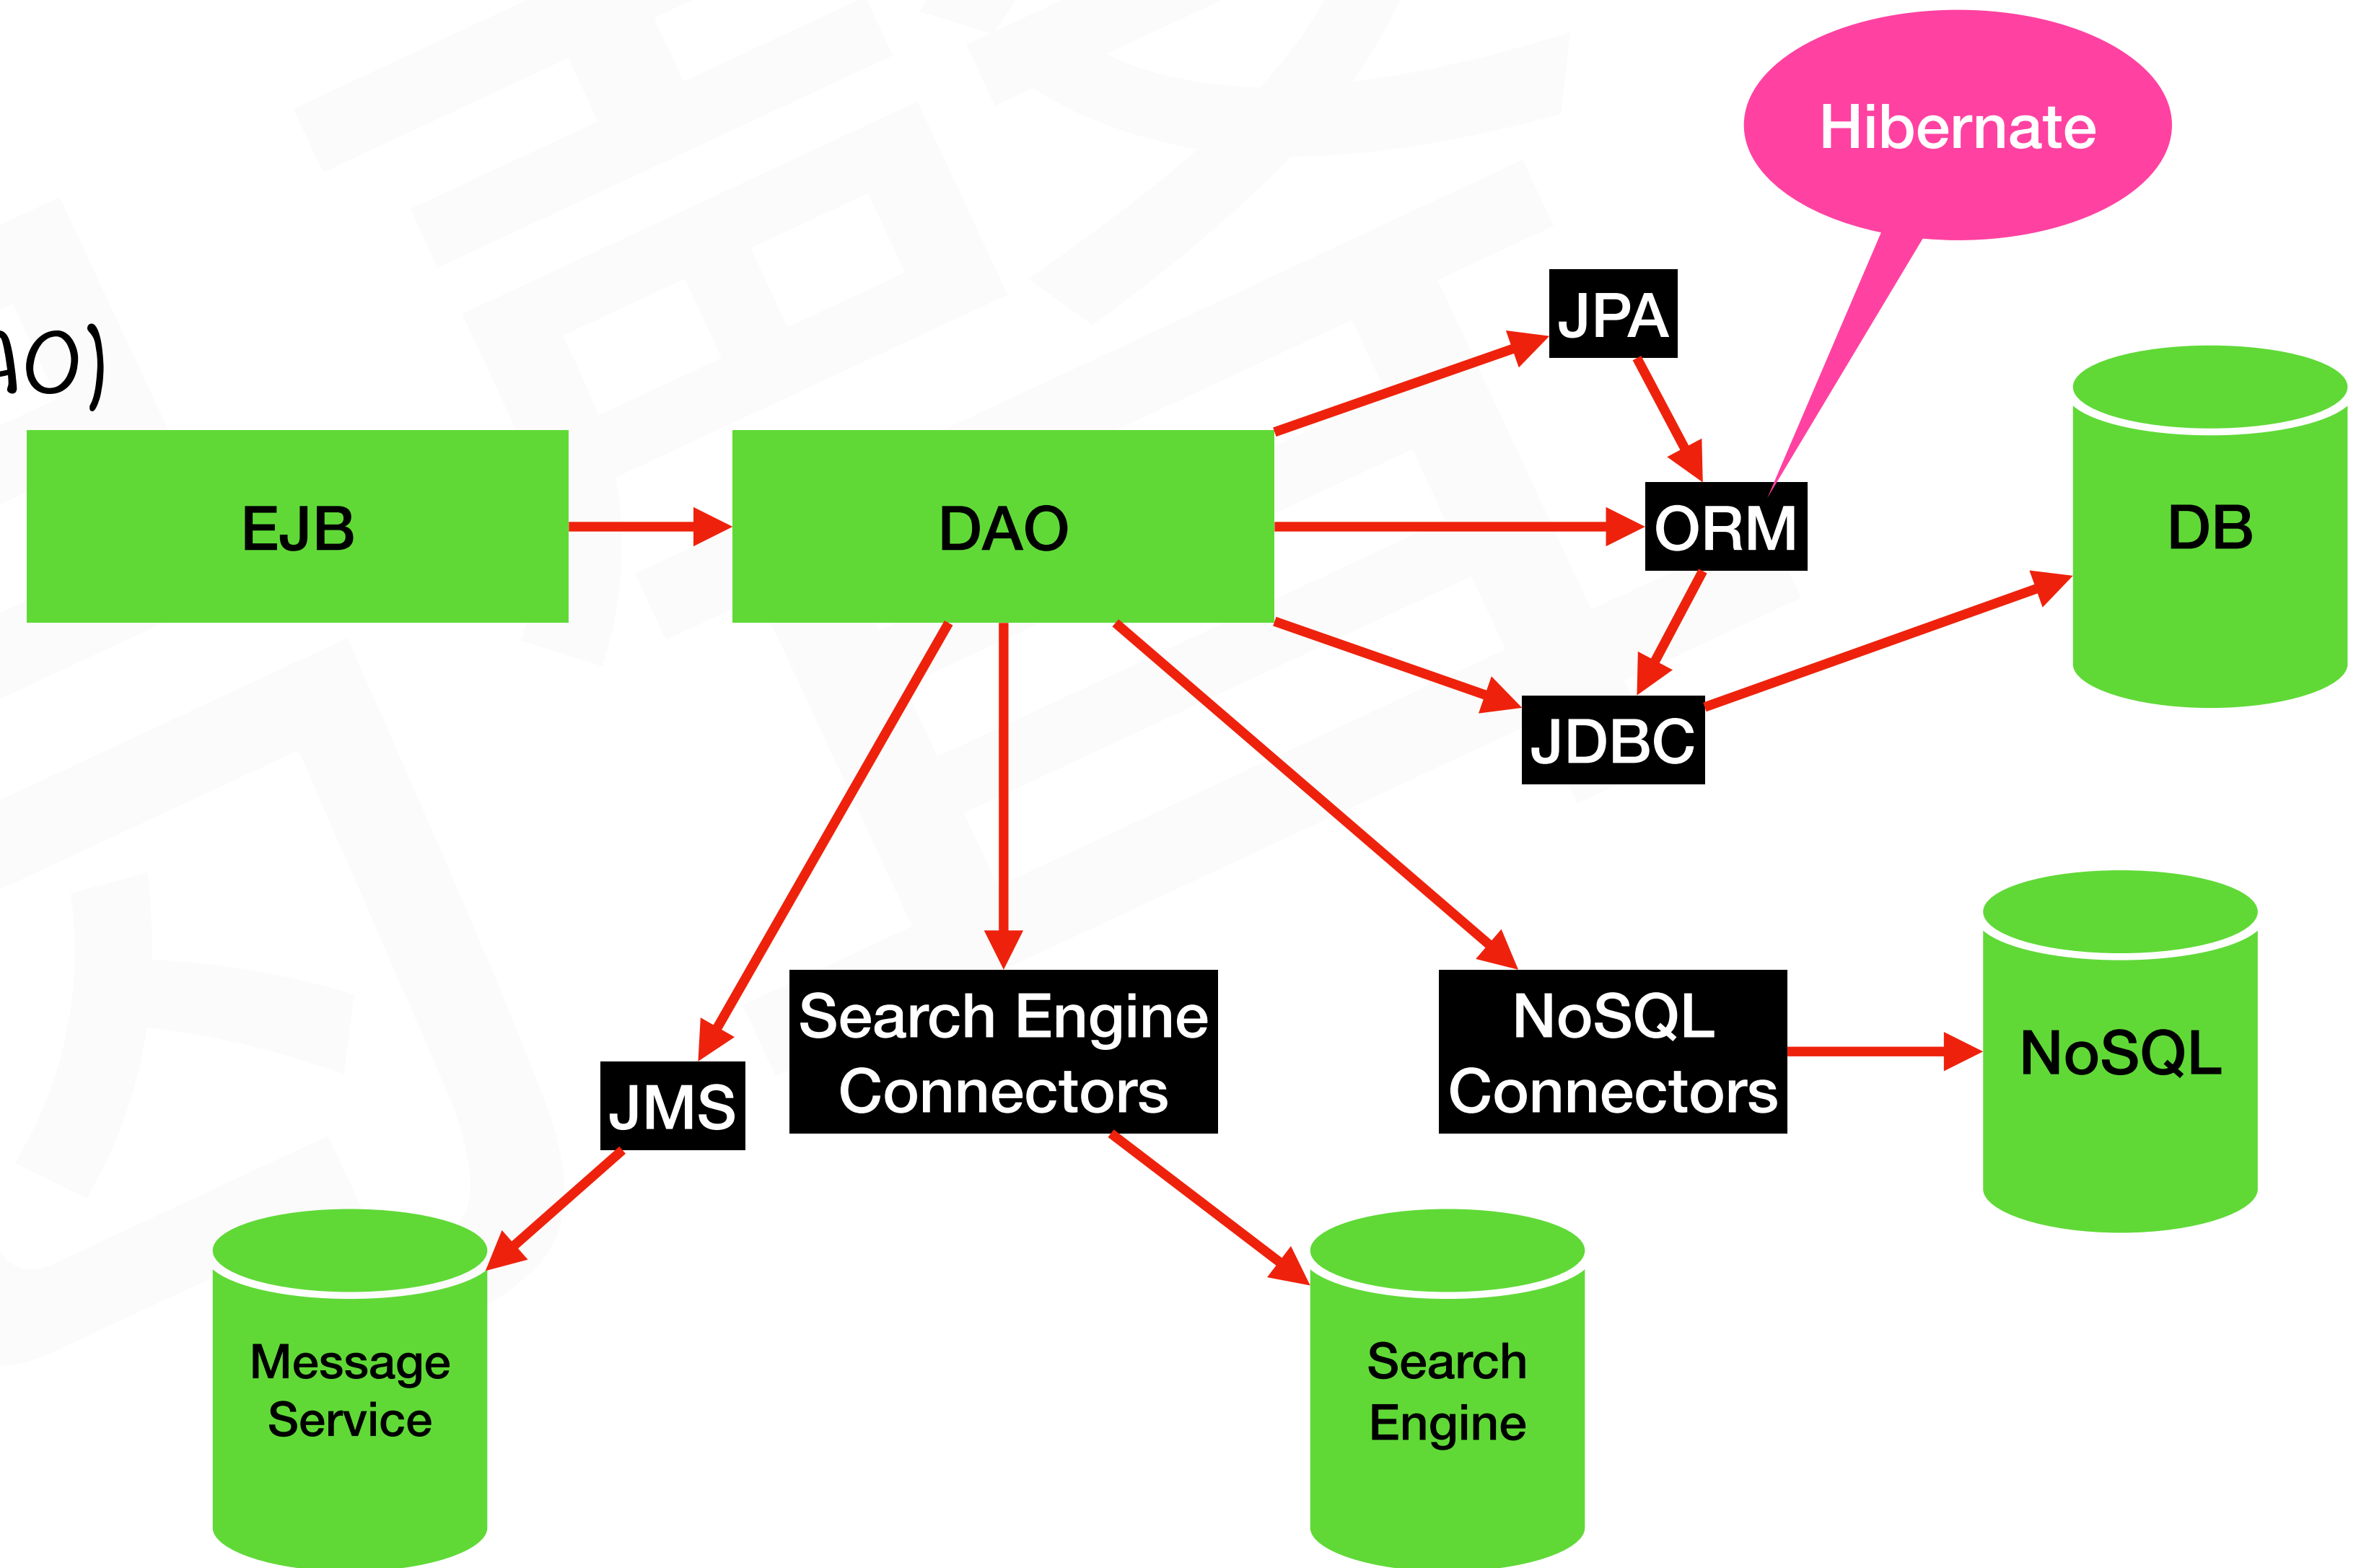 Hibernate
JPA
AO)
EJB
DAO
ORM
DB
JDBC
Search Engine
Connectors
NoSQL
Connectors
NoSQL
JMS
Message
Service
Search
Engine